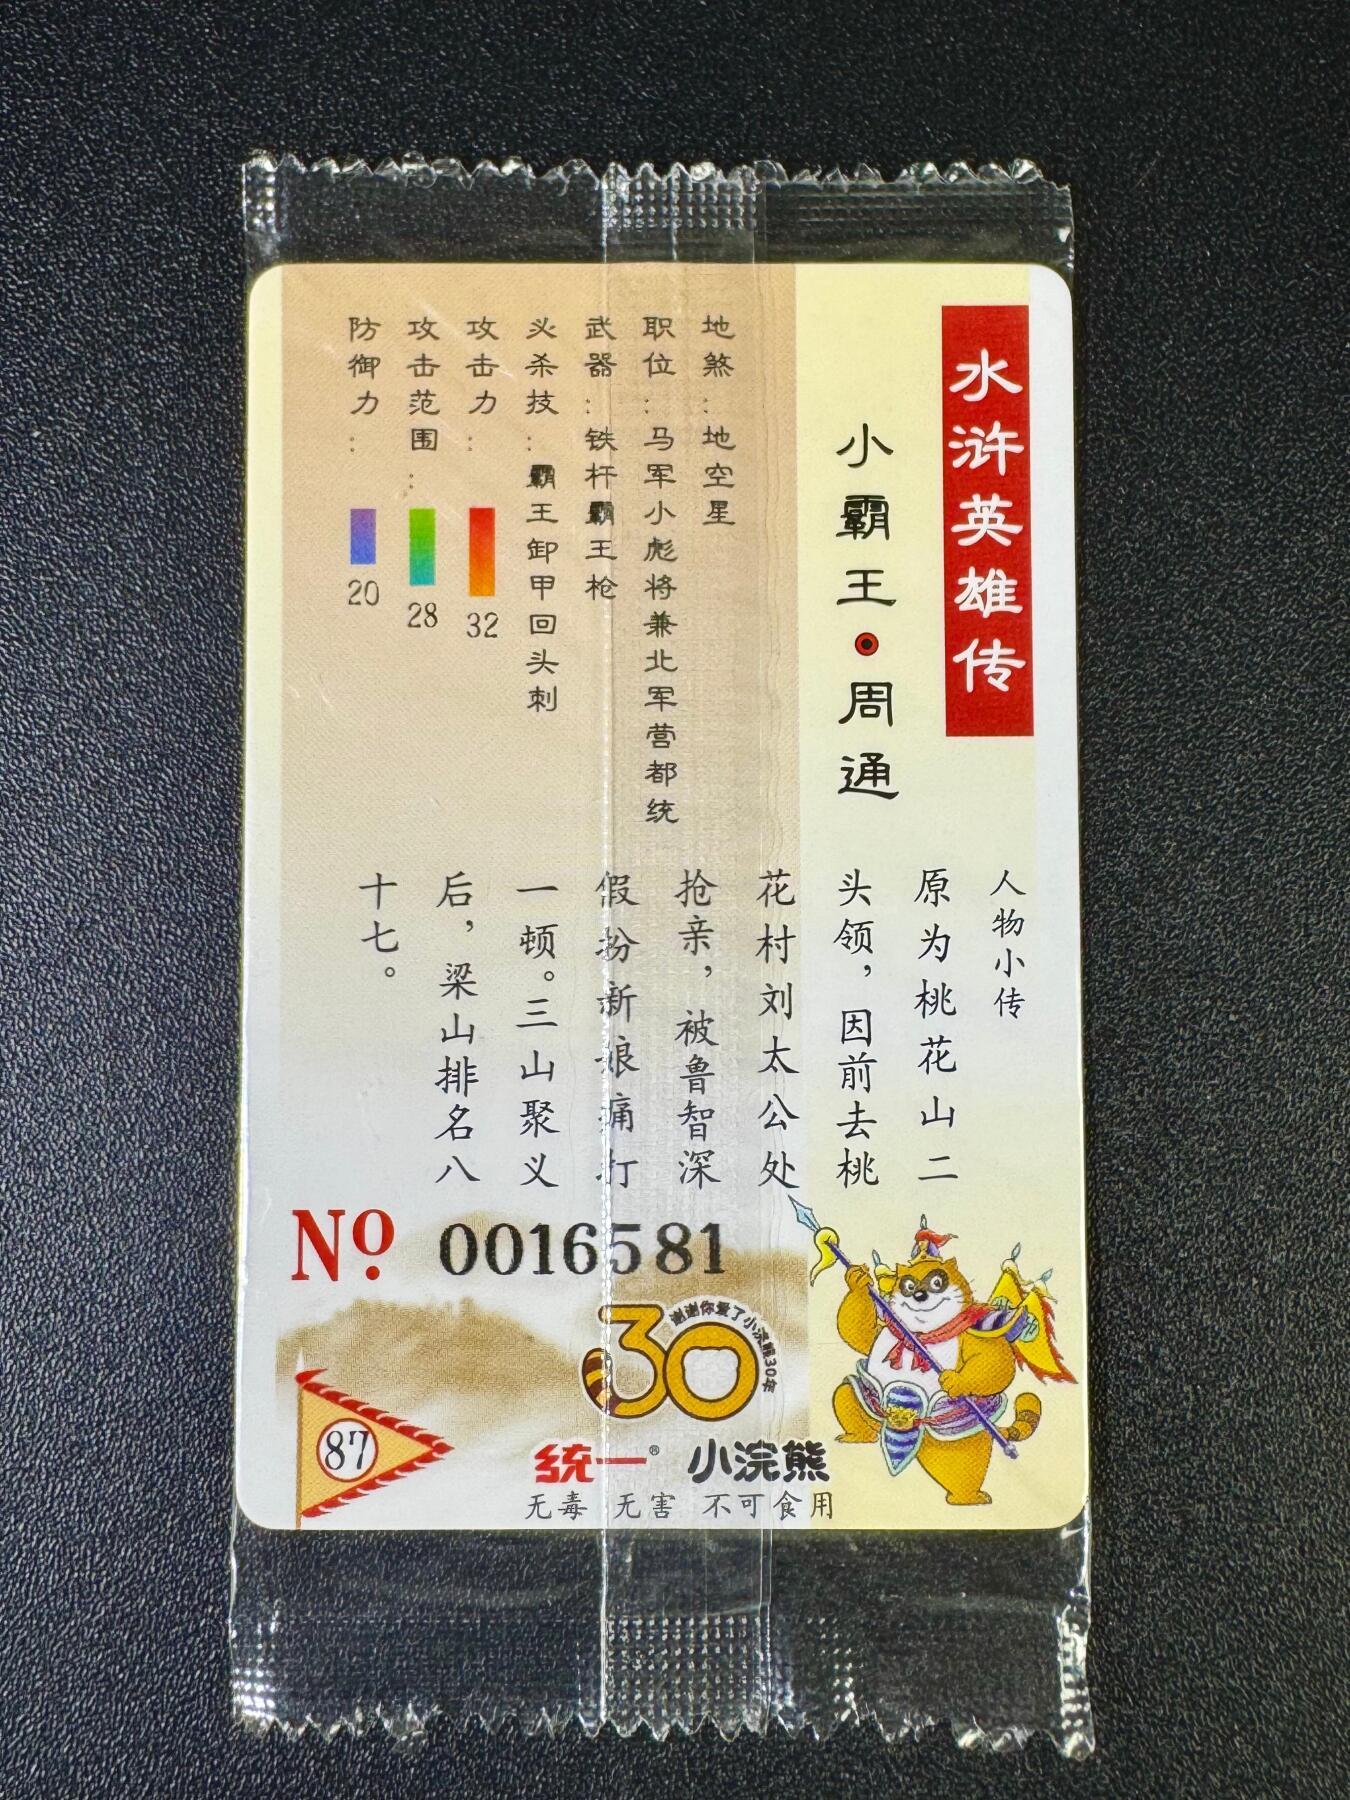 水浒英雄传
小霸王·周通
地煞：地空星
职位：马军小彪将兼北军营都统
武器：铁杆霸王枪
必杀技：霸王卸甲回头刺
攻击力：
32
攻击范围：
28
防御力：
20
人物小传
原为桃花山二
头领，因前去桃
花村刘太公处
抢亲，被鲁智深
假扮新娘痛打
一顿。三山聚义
后，梁山排名八
十七。
№ 0016581
30
谢谢你爱了小浣熊30年
87
统一® 小浣熊
无毒 无害 不可食用